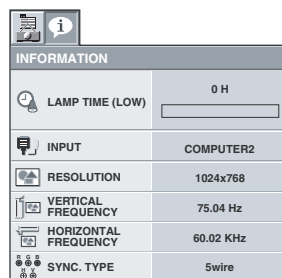 INFORMATION
LAMP TIME (LOW)
0 H
INPUT
COMPUTER2
RESOLUTION
1024x768
VERTICAL
FREQUENCY
75.04 Hz
HORIZONTAL
FREQUENCY
60.02 KHz
R G B
H V
SYNC. TYPE
5wire